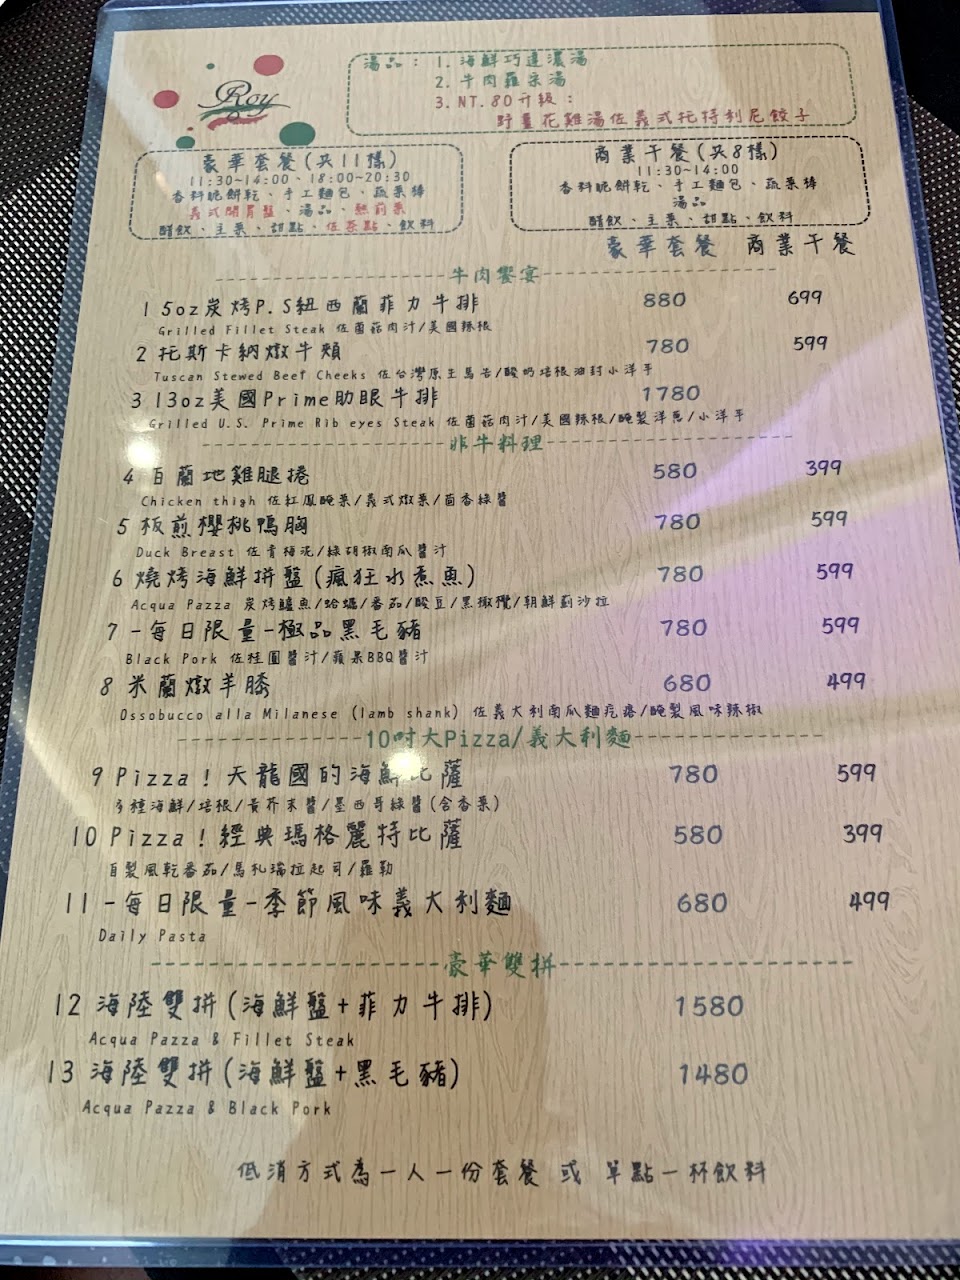 Roy
湯品：1. 海鮮巧達濃湯
2. 牛肉羅宋湯
3. NT.80升級：
野薑花雞湯佐義式托特利尼餃子
豪華套餐(共11樣)
11:30~14:00、18:00~20:30
香料脆餅乾、手工麵包、蔬菜棒
義式開胃盤、湯品、熱前菜
醋飲、主菜、甜點、佐茶點、飲料
商業午餐(共8樣)
11:30~14:00
香料脆餅乾、手工麵包、蔬菜棒
湯品
醋飲、主菜、甜點、飲料
豪華套餐 商業午餐
牛肉饗宴
1 5oz炭烤P.S紐西蘭菲力牛排 880 699
Grilled Fillet Steak 佐菌菇肉汁/美國辣根
2 托斯卡納燉牛頰 780 599
Tuscan Stewed Beef Cheeks 佐台灣原生馬告/酸奶培根油封小洋芋
3 13oz美國Prime肋眼牛排 1780
Grilled U.S. Prime Rib eyes Steak 佐菌菇肉汁/美國辣根/醃製洋蔥/小洋芋
非牛料理
4 百蘭地雞腿捲 580 399
Chicken thigh 佐紅鳳醃菜/義式燉菜/茴香綠醬
5 板煎櫻桃鴨胸 780 599
Duck Breast 佐青梅泥/綠胡椒南瓜醬汁
6 燒烤海鮮拼盤(瘋狂水煮魚) 780 599
Acqua Pazza 炭烤鱸魚/蛤蠣/番茄/酸豆/黑橄欖/朝鮮薊沙拉
7 -每日限量-極品黑毛豬 780 599
Black Pork 佐桂圓醬汁/蘋果BBQ醬汁
8 米蘭燉羊膝 680 499
Ossobucco alla Milanese (lamb shank) 佐義大利南瓜麵疙瘩/醃製風味辣椒
10吋大Pizza/義大利麵
9 Pizza！天龍國的海鮮比薩 780 599
多種海鮮/培根/黃芥末醬/墨西哥綠醬(含香菜)
10 Pizza！經典瑪格麗特比薩 580 399
自製風乾番茄/馬札瑞拉起司/羅勒
11 -每日限量-季節風味義大利麵 680 499
Daily Pasta
豪華雙拼
12 海陸雙拼(海鮮盤+菲力牛排) 1580
Acqua Pazza & Fillet Steak
13 海陸雙拼(海鮮盤+黑毛豬) 1480
Acqua Pazza & Black Pork
低消方式為一人一份套餐 或 單點一杯飲料